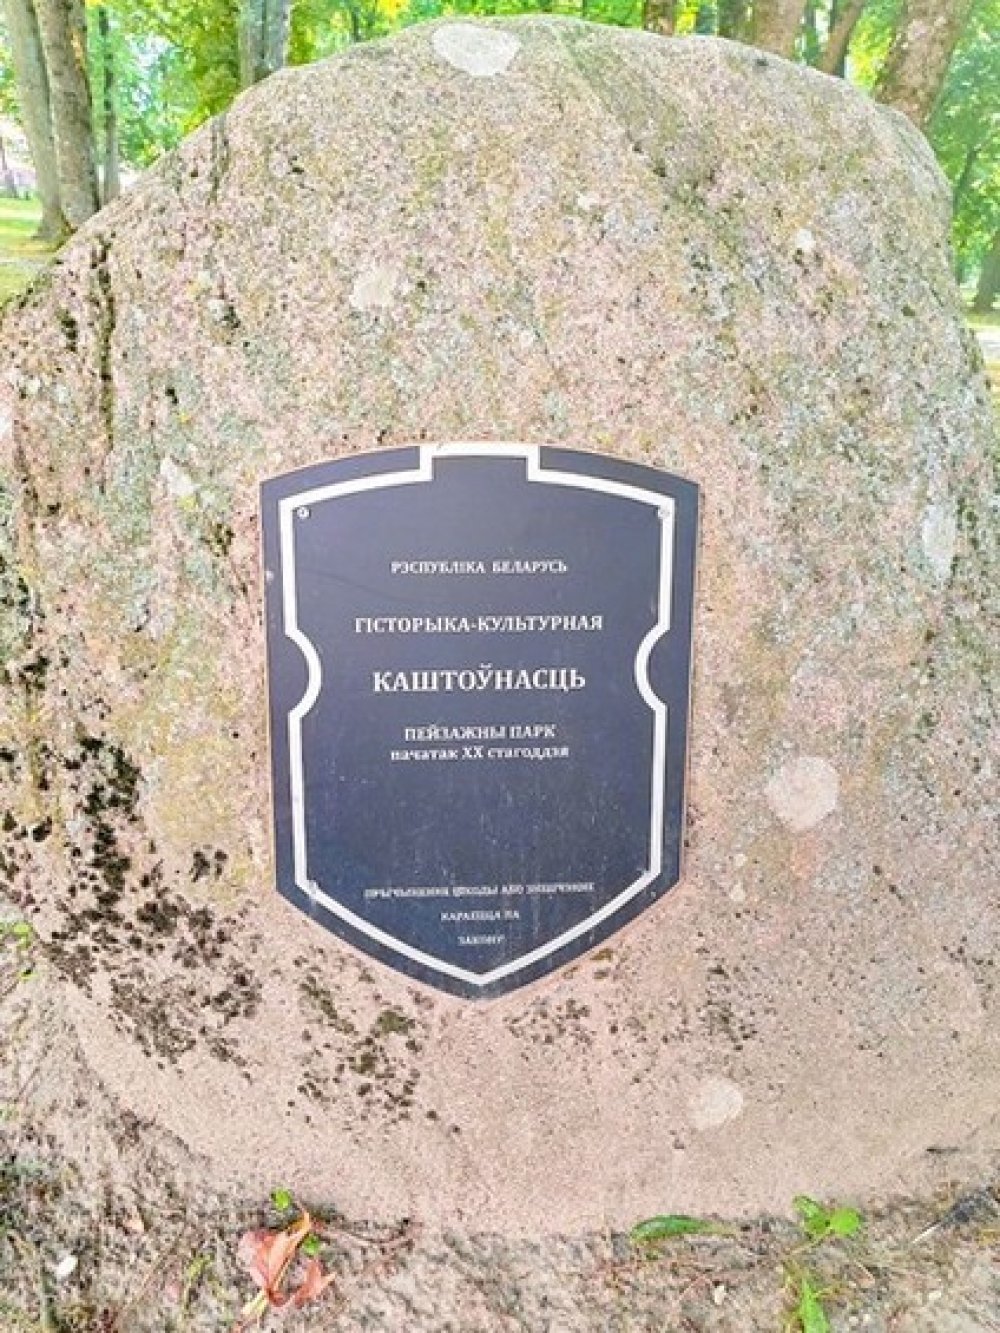 РЭСПУБЛІКА БЕЛАРУСЬ
ГІСТОРЫКА-КУЛЬТУРНАЯ
КАШТОЎНАСЦЬ
ПЕЙЗАЖНЫ ПАРК
пачатак XX стагоддзя
ПРЫЧЫНЕННЕ ШКОДЫ АБО ЗНІШЧЭННЕ
КАРАЕЦЦА ПА
ЗАКОНУ